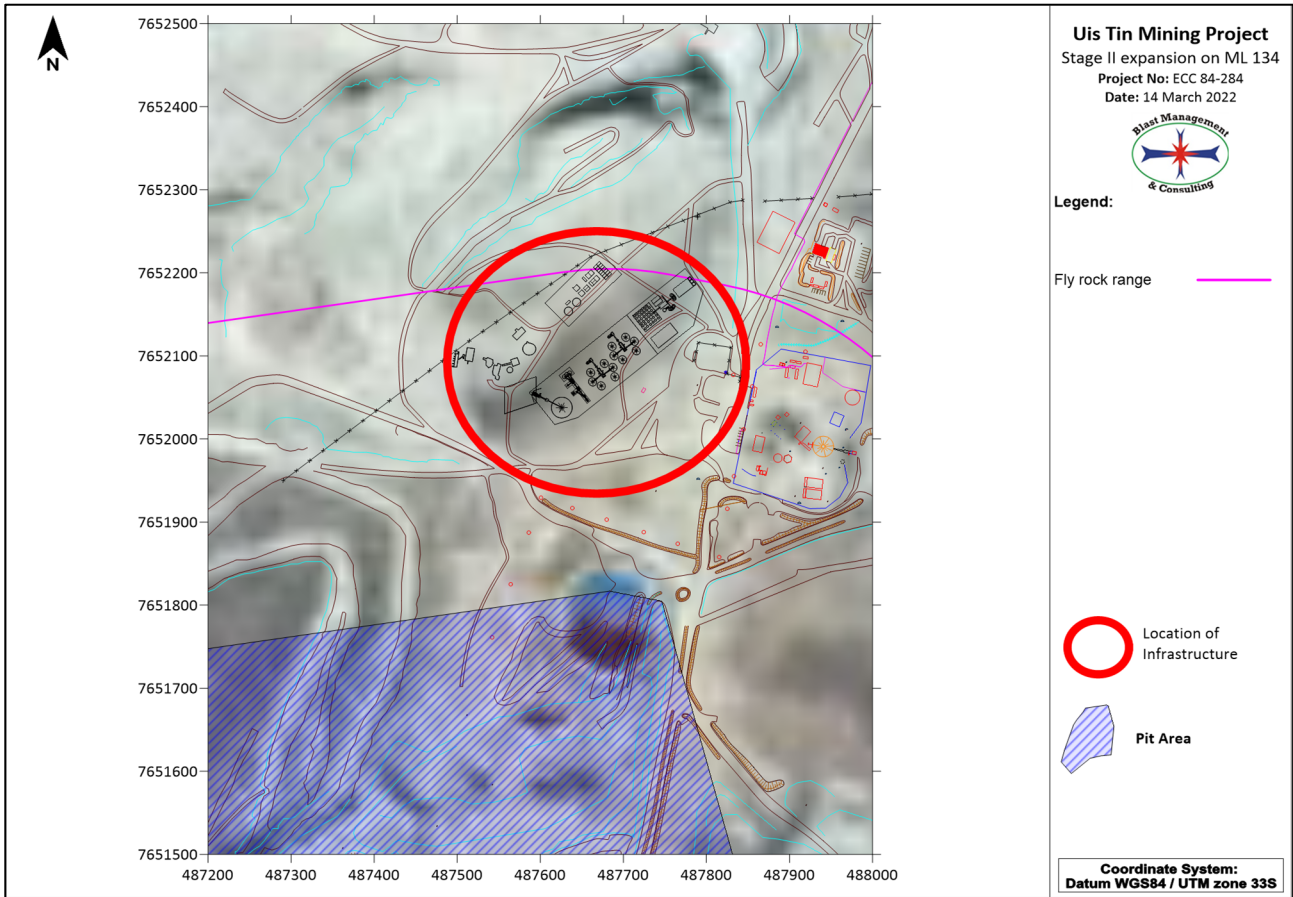 N
7652500
7652400
7652300
7652200
7652100
7652000
7651900
7651800
7651700
7651600
7651500
487200
487300
487400
487500
487600
487700
487800
487900
488000
Uis Tin Mining Project
Stage II expansion on ML 134
Project No: ECC 84-284
Date: 14 March 2022
Blast Management
& Consulting
Legend:
Fly rock range
Location of
Infrastructure
Pit Area
Coordinate System:
Datum WGS84 / UTM zone 33S